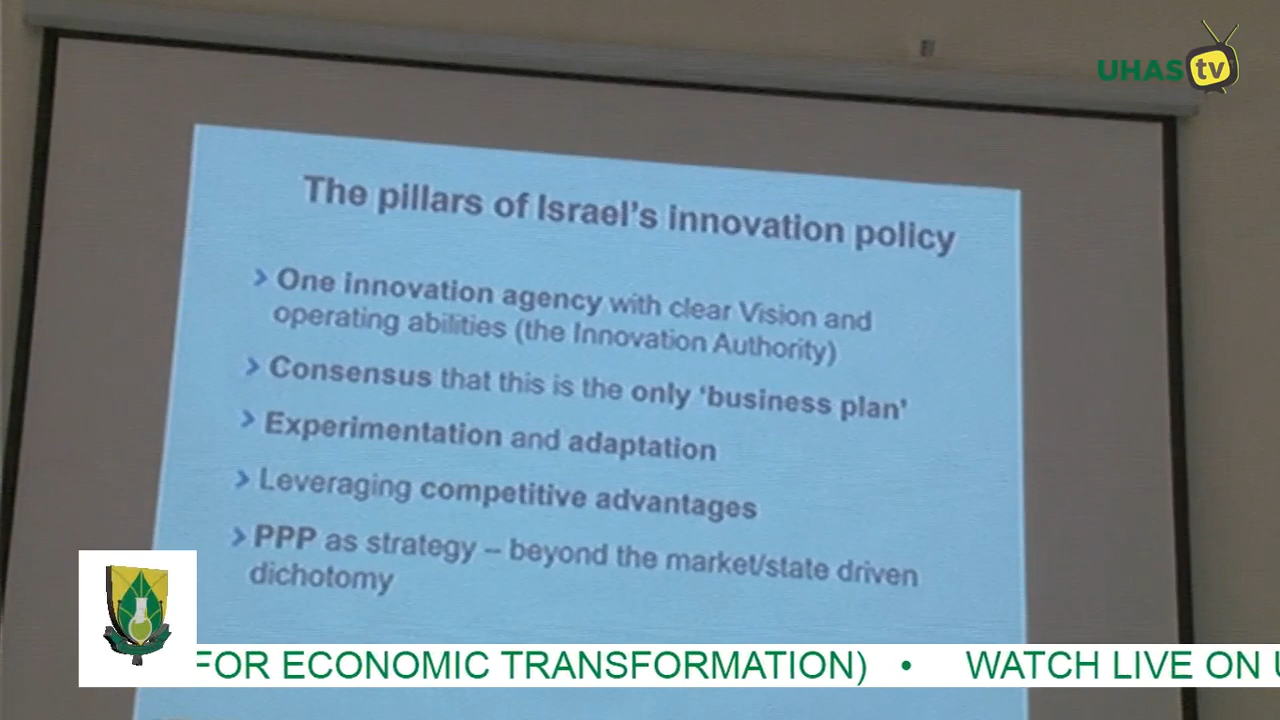 UHAS tv
The pillars of Israel's innovation policy
One innovation agency with clear Vision and
operating abilities (the Innovation Authority)
Consensus that this is the only ‘business plan’
Experimentation and adaptation
Leveraging competitive advantages
PPP as strategy – beyond the market/state driven
dichotomy
FOR ECONOMIC TRANSFORMATION) • WATCH LIVE ON